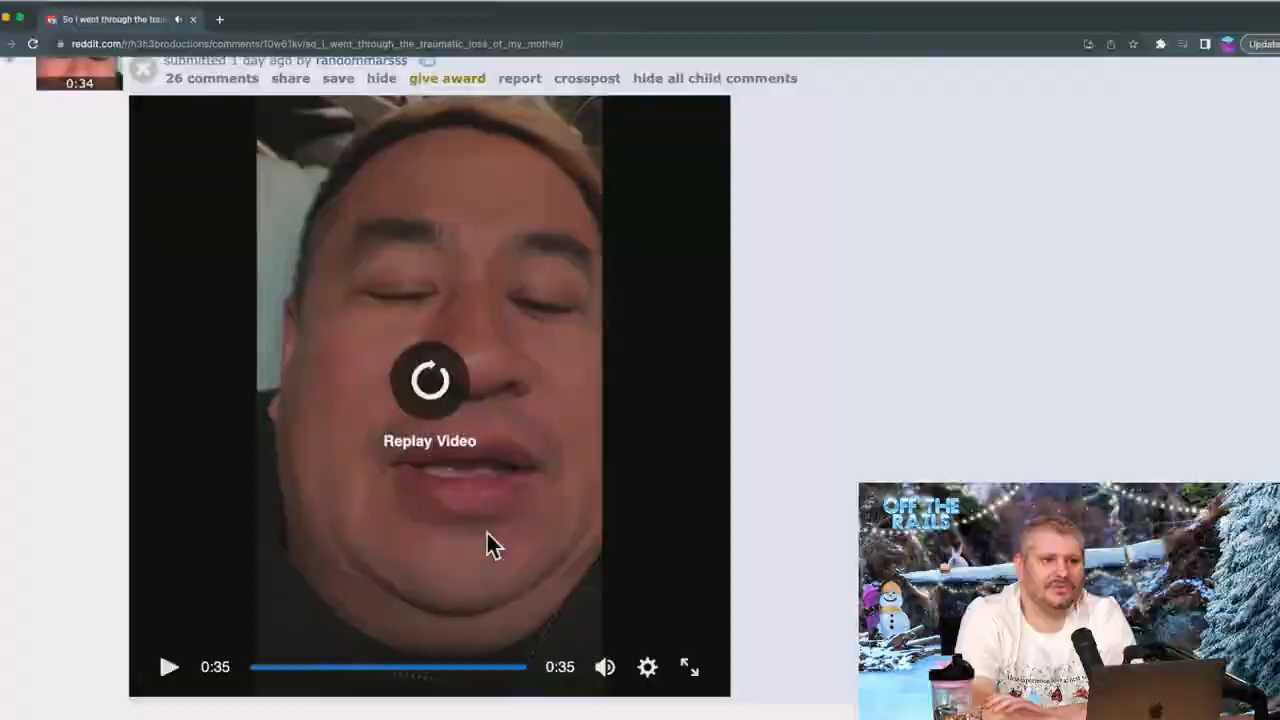 So I went through the trau
reddit.com/r/h3h3productions/comments/10w61kv/so_i_went_through_the_traumatic_loss_of_my_mother/
Update
submitted 1 day ago by randommarsss
0:34
26 comments share save hide give award report crosspost hide all child comments
Replay Video
0:35
0:35
OFF THE
RAILS